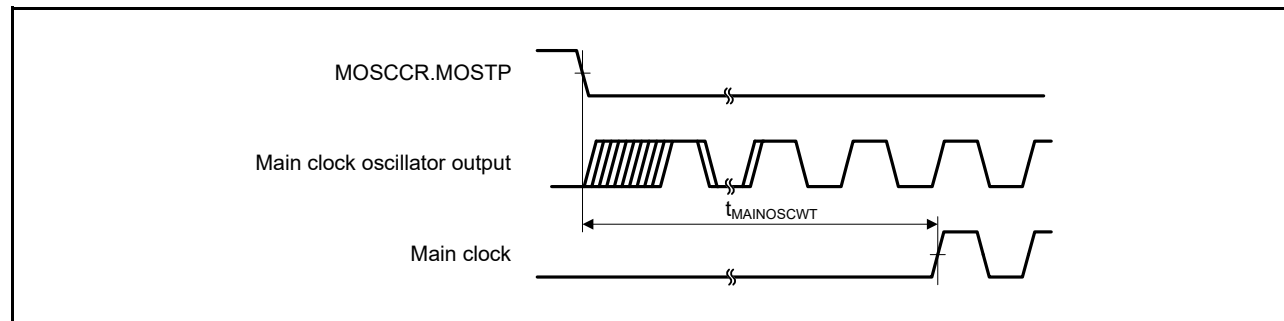 MOSCCR.MOSTP
Main clock oscillator output
tMAINOSCWT
Main clock